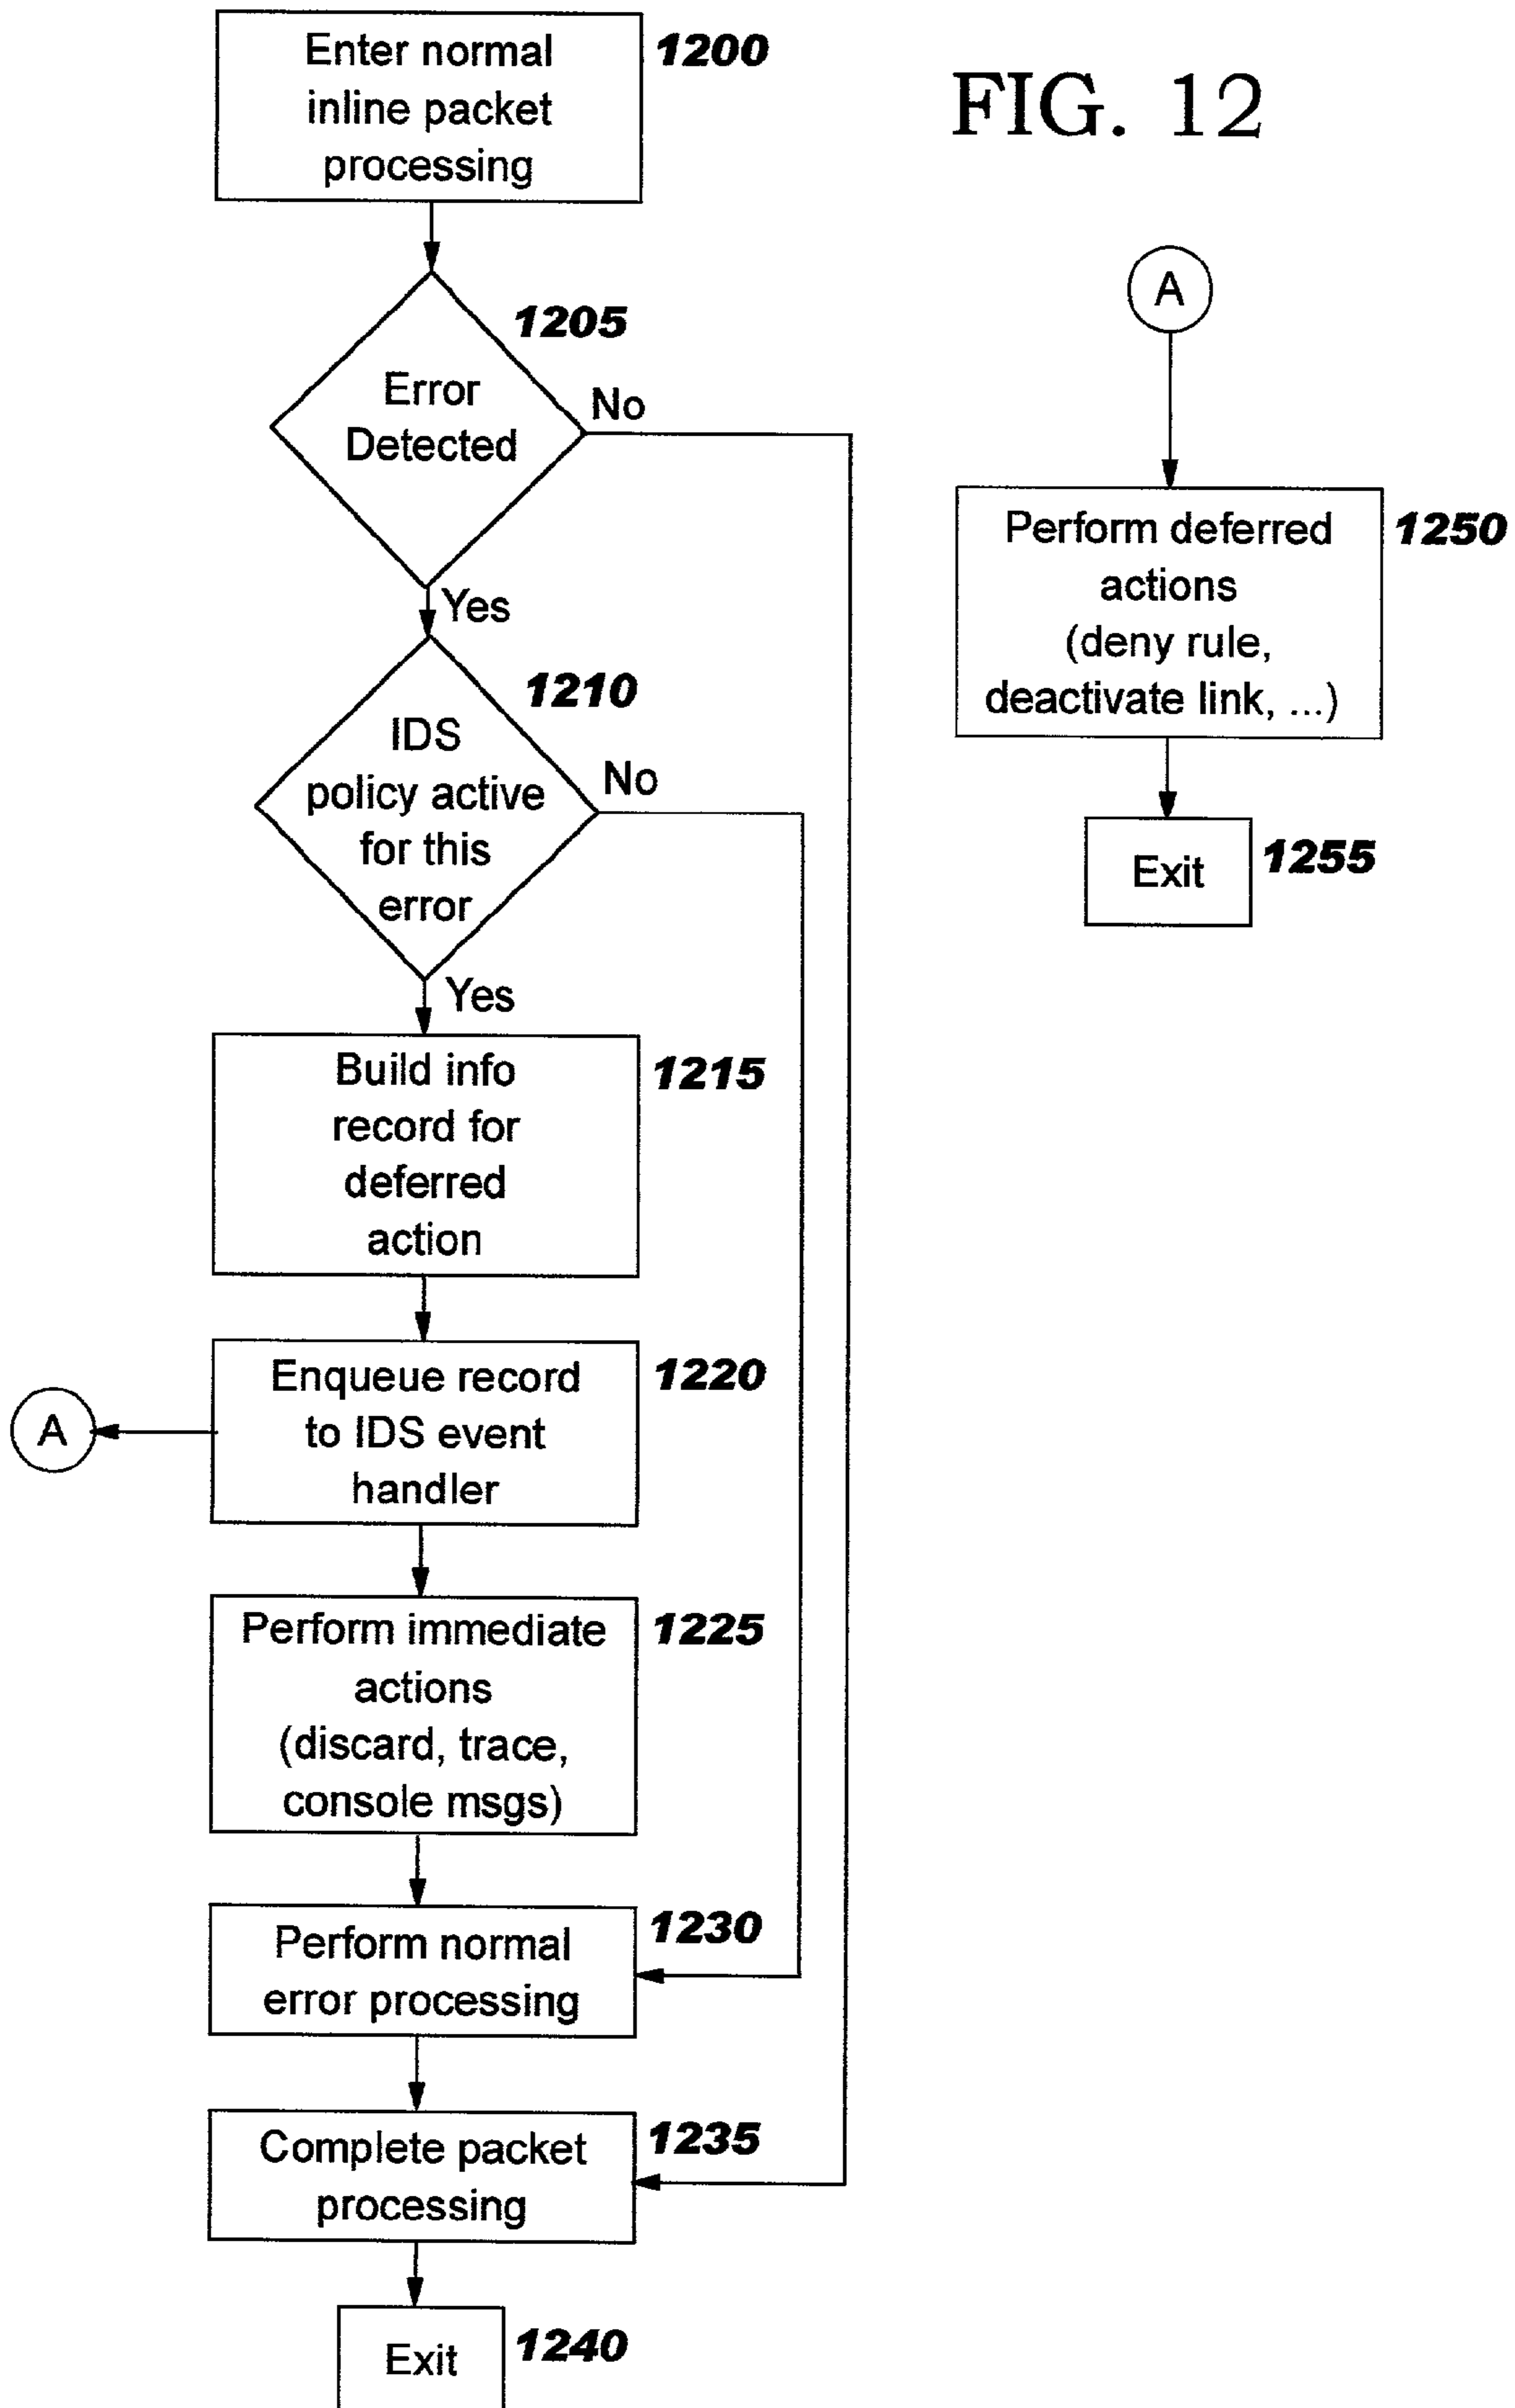 Enter normal
inline packet
processing
1200
FIG. 12
Error
Detected
1205
No
Yes
IDS
policy active
for this
error
1210
No
Yes
Build info
record for
deferred
action
1215
Enqueue record
to IDS event
handler
1220
A
Perform immediate
actions
(discard, trace,
console msgs)
1225
Perform normal
error processing
1230
Complete packet
processing
1235
Exit
1240
A
Perform deferred
actions
(deny rule,
deactivate link, ...)
1250
Exit
1255